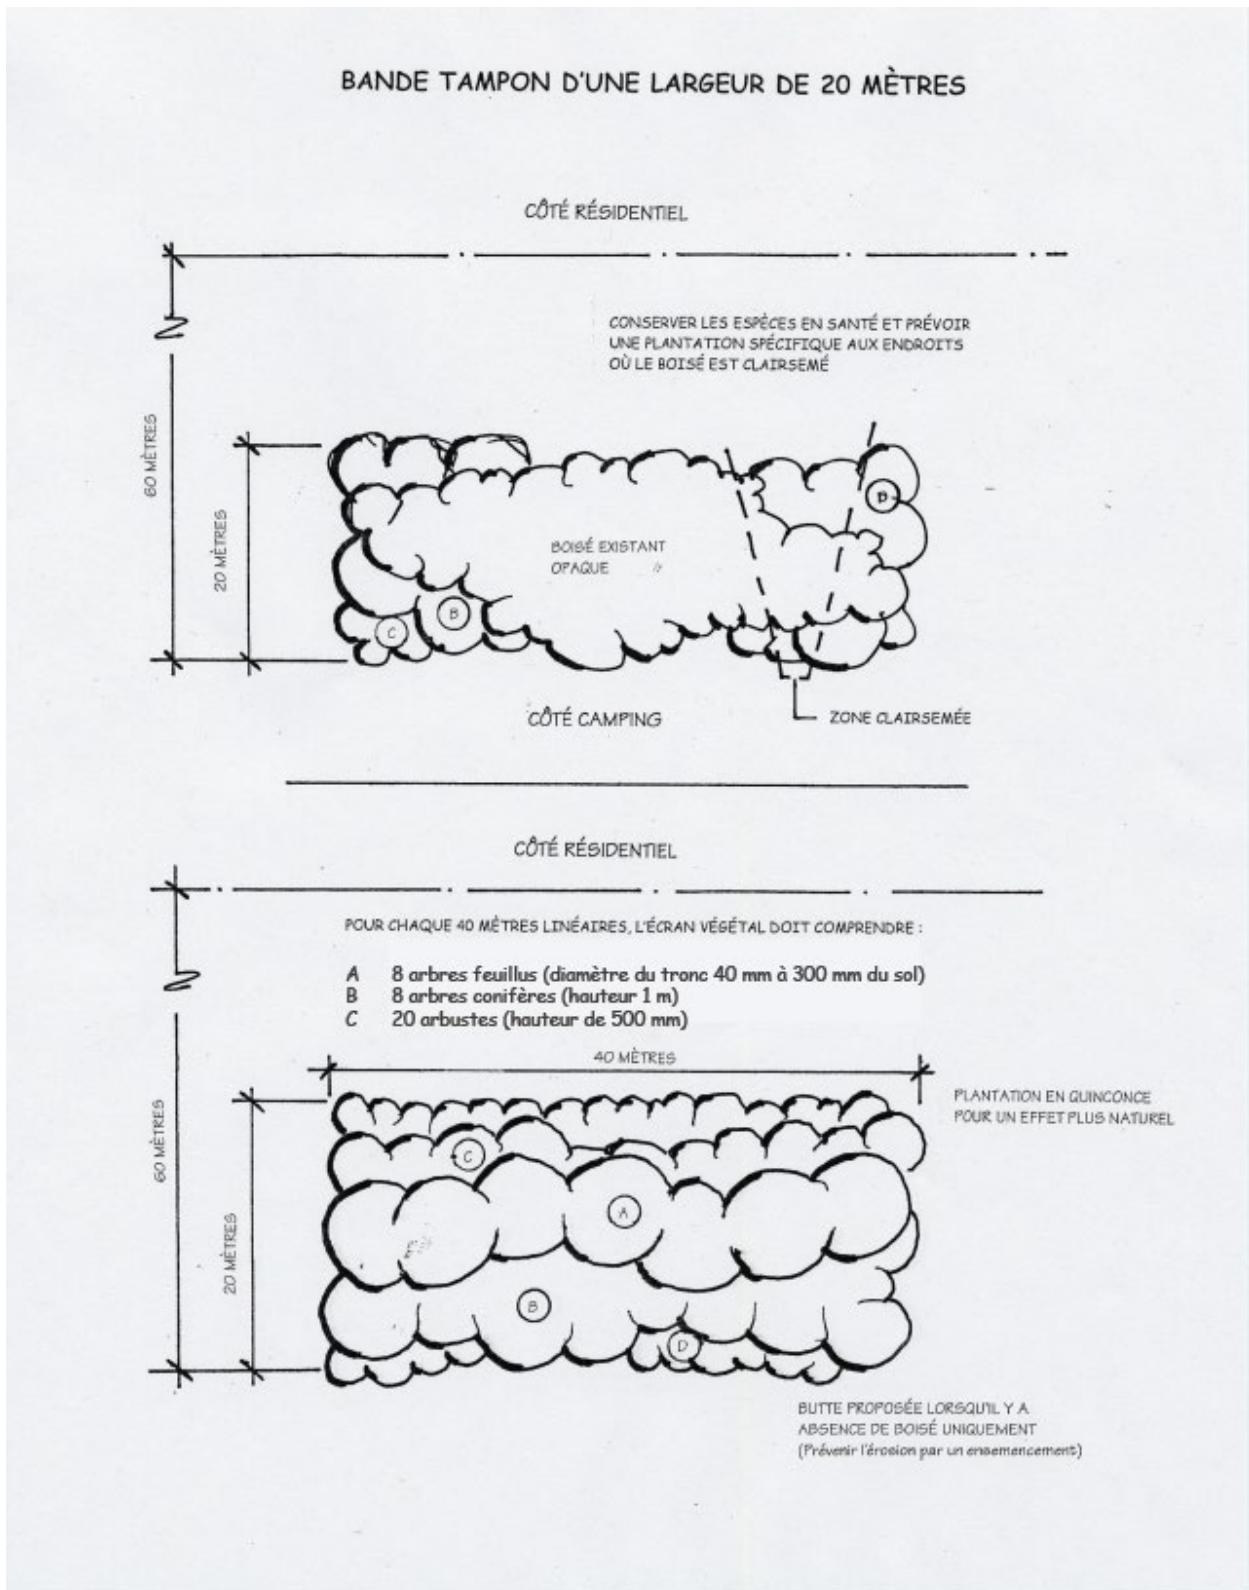 BANDE TAMPON D'UNE LARGEUR DE 20 MÈTRES
CÔTÉ RÉSIDENTIEL
CONSERVER LES ESPÈCES EN SANTÉ ET PRÉVOIR
UNE PLANTATION SPÉCIFIQUE AUX ENDROITS
OÙ LE BOISÉ EST CLAIRSEMÉ
60 MÈTRES
20 MÈTRES
B
BOISÉ EXISTANT
OPAQUE
B
C
CÔTÉ CAMPING
ZONE CLAIRSEMÉE
CÔTÉ RÉSIDENTIEL
POUR CHAQUE 40 MÈTRES LINÉAIRES, L'ÉCRAN VÉGÉTAL DOIT COMPRENDRE :
A 8 arbres feuillus (diamètre du tronc 40 mm à 300 mm du sol)
B 8 arbres conifères (hauteur 1 m)
C 20 arbustes (hauteur de 500 mm)
40 MÈTRES
PLANTATION EN QUINCONCE
POUR UN EFFET PLUS NATUREL
60 MÈTRES
20 MÈTRES
C
A
B
D
BUTTE PROPOSÉE LORSQU'IL Y A
ABSENCE DE BOISÉ UNIQUEMENT
(Prévenir l'érosion par un ensemencement)